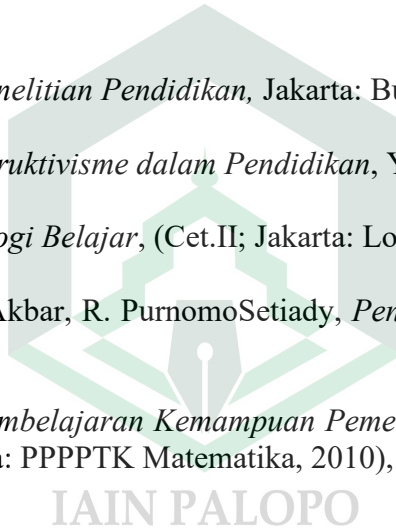 nelitian Pendidikan, Jakarta: Bu
ruktivisme dalam Pendidikan, Y
ogi Belajar, (Cet.II; Jakarta: Lo
Akbar, R. PurnomoSetiady, Pen
mbelajaran Kemampuan Peme
a: PPPPTK Matematika, 2010),
IAIN PALOPO